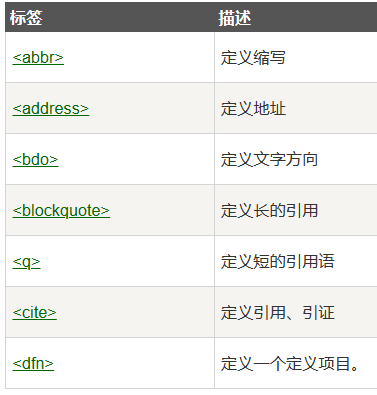 标签 描述
<abbr> 定义缩写
<address> 定义地址
<bdo> 定义文字方向
<blockquote> 定义长的引用
<q> 定义短的引用语
<cite> 定义引用、引证
<dfn> 定义一个定义项目。